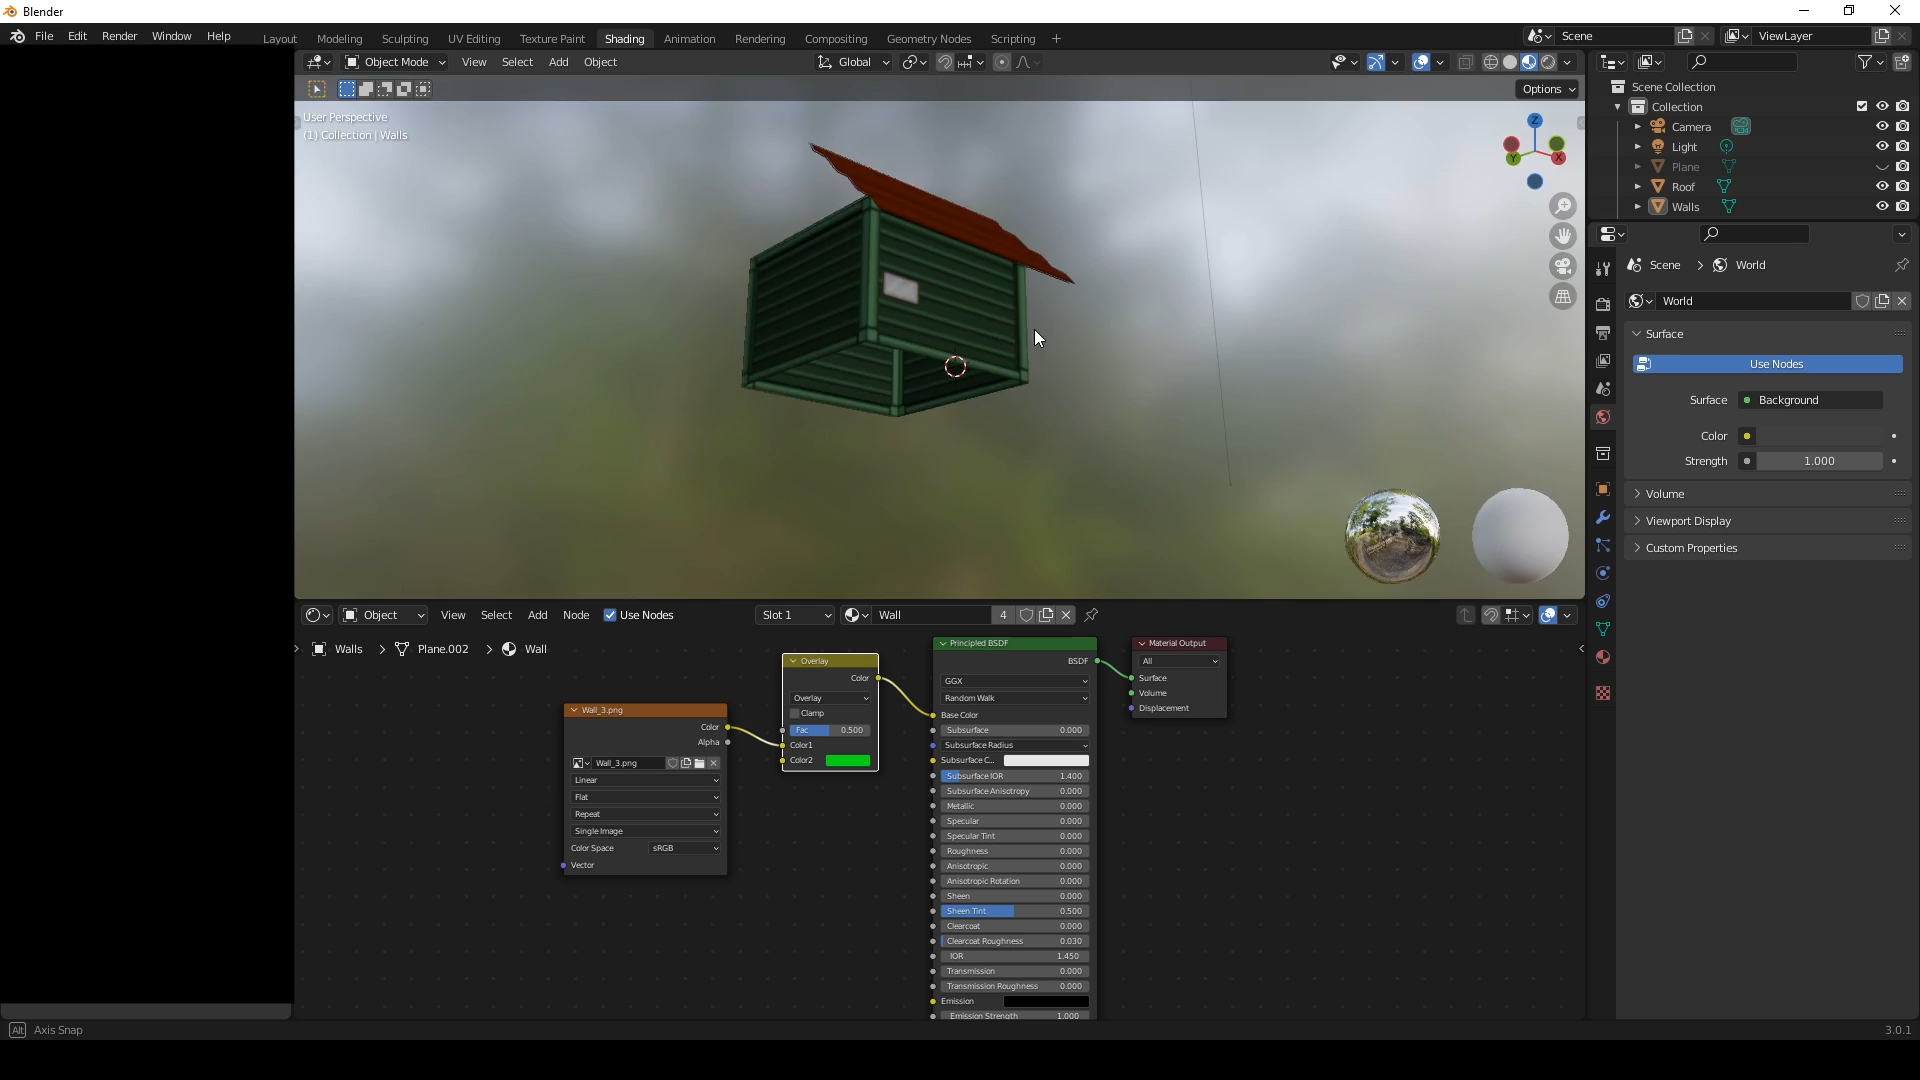 Blender
File Edit Render Window Help Layout Modeling Sculpting UV Editing Texture Paint Shading Animation Rendering Compositing Geometry Nodes Scripting + Scene ViewLayer
Object Mode View Select Add Object Global
Options
User Perspective
(1) Collection | Walls
Z
Y X
Scene Collection
Collection
Camera
Light
Plane
Roof
Walls
Scene > World
World
Surface
Use Nodes
Surface Background
Color
Strength 1.000
Volume
Viewport Display
Custom Properties
Object View Select Add Node Use Nodes Slot 1 Wall 4
Walls > Plane.002 > Wall
Wall_3.png
Color
Alpha
Wall_3.png
Linear
Flat
Repeat
Single Image
Color Space sRGB
Vector
Overlay
Color
Overlay
Clamp
Fac 0.500
Color1
Color2
Principled BSDF
BSDF
GGX
Random Walk
Base Color
Subsurface 0.000
Subsurface Radius
Subsurface C...
Subsurface IOR 1.400
Subsurface Anisotropy 0.000
Metallic 0.000
Specular 0.000
Specular Tint 0.000
Roughness 0.000
Anisotropic 0.000
Anisotropic Rotation 0.000
Sheen 0.000
Sheen Tint 0.500
Clearcoat 0.000
Clearcoat Roughness 0.030
IOR 1.450
Transmission 0.000
Transmission Roughness 0.000
Emission
Emission Strength 1.000
Material Output
All
Surface
Volume
Displacement
Alt Axis Snap
3.0.1